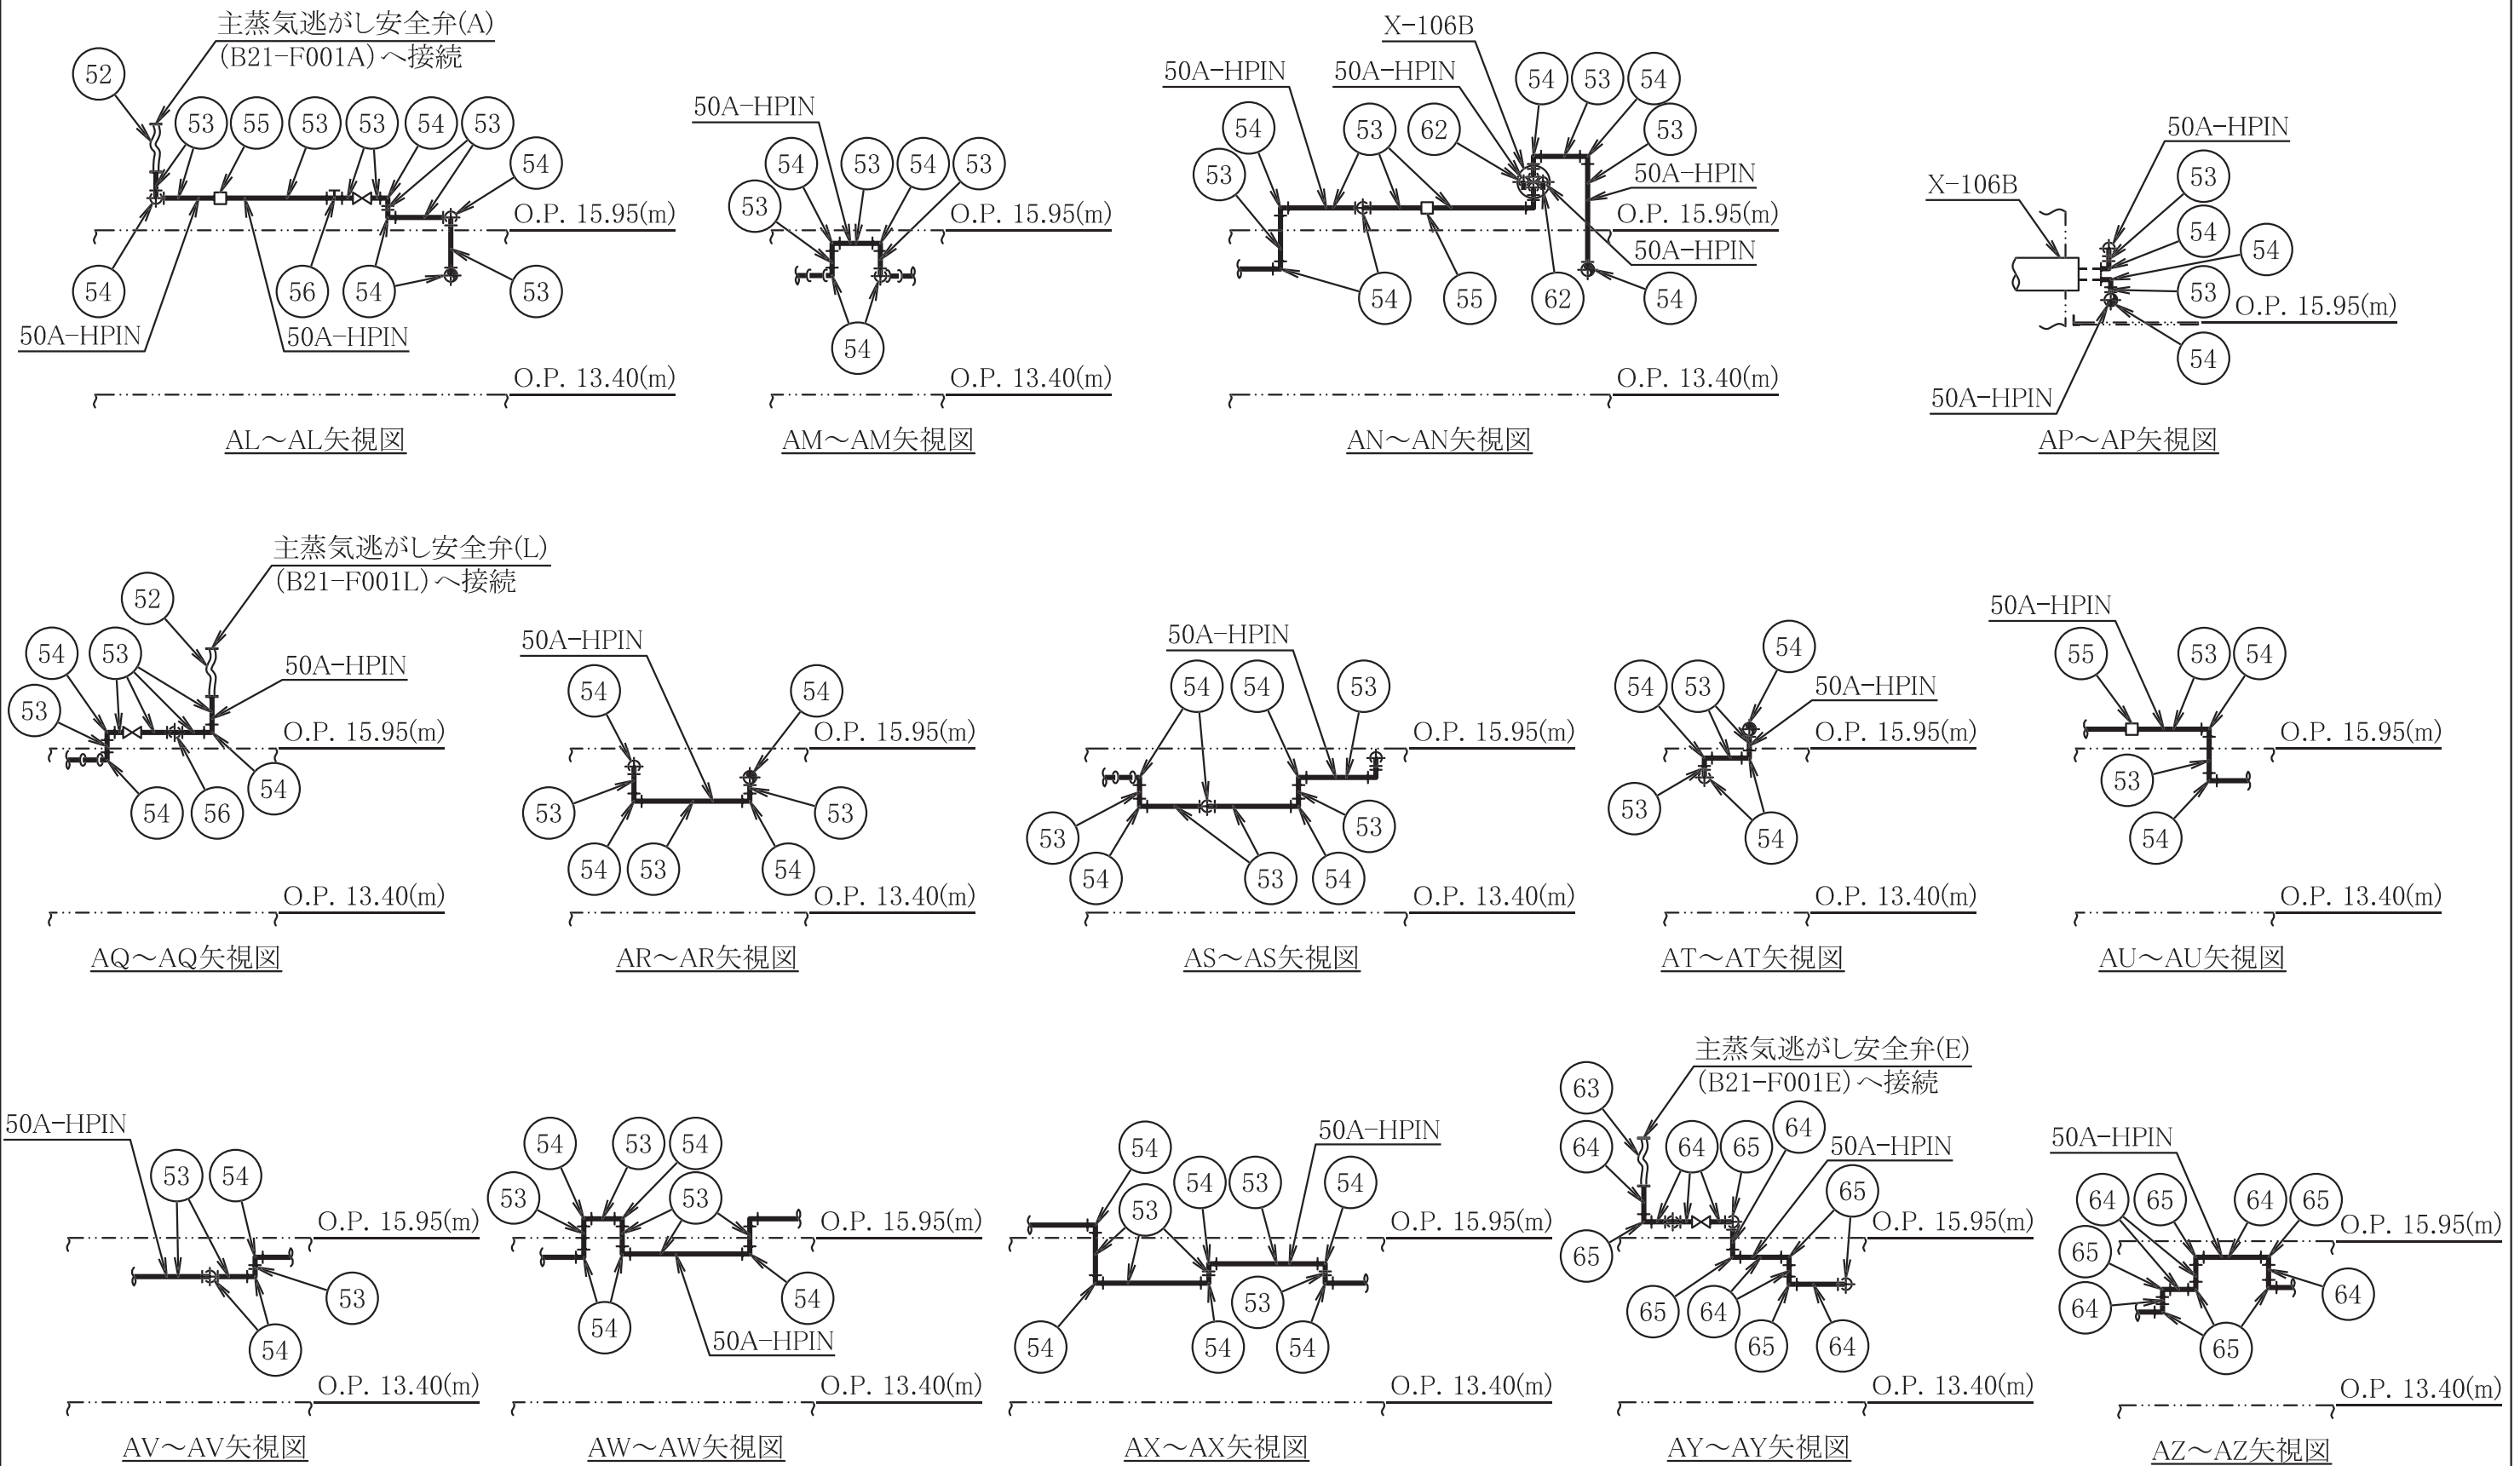 主蒸気逃がし安全弁(A)
(B21-F001A)へ接続
52
53
55
53
53
54
53
54
O.P. 15.95(m)
54
56
54
53
50A-HPIN
50A-HPIN
O.P. 13.40(m)
AL～AL矢視図
50A-HPIN
54
53
54
53
53
O.P. 15.95(m)
54
O.P. 13.40(m)
AM～AM矢視図
X-106B
50A-HPIN
50A-HPIN
54
53
54
54
53
62
53
53
50A-HPIN
O.P. 15.95(m)
50A-HPIN
54
55
62
54
O.P. 13.40(m)
AN～AN矢視図
50A-HPIN
X-106B
53
54
54
53
O.P. 15.95(m)
54
50A-HPIN
AP～AP矢視図
主蒸気逃がし安全弁(L)
(B21-F001L)へ接続
52
54
53
50A-HPIN
53
O.P. 15.95(m)
54
54
56
O.P. 13.40(m)
AQ～AQ矢視図
50A-HPIN
54
54
O.P. 15.95(m)
53
53
54
53
54
O.P. 13.40(m)
AR～AR矢視図
50A-HPIN
54
54
53
O.P. 15.95(m)
53
53
54
53
54
O.P. 13.40(m)
AS～AS矢視図
54
54
53
50A-HPIN
O.P. 15.95(m)
53
54
O.P. 13.40(m)
AT～AT矢視図
50A-HPIN
55
53
54
O.P. 15.95(m)
53
54
O.P. 13.40(m)
AU～AU矢視図
50A-HPIN
53
54
O.P. 15.95(m)
53
54
O.P. 13.40(m)
AV～AV矢視図
54
53
54
53
53
O.P. 15.95(m)
54
54
50A-HPIN
O.P. 13.40(m)
AW～AW矢視図
50A-HPIN
54
54
53
54
53
O.P. 15.95(m)
53
54
54
54
O.P. 13.40(m)
AX～AX矢視図
主蒸気逃がし安全弁(E)
(B21-F001E)へ接続
63
64
64
64
65
50A-HPIN
65
O.P. 15.95(m)
65
65
64
65
64
O.P. 13.40(m)
AY～AY矢視図
50A-HPIN
64
65
64
65
O.P. 15.95(m)
65
64
64
65
O.P. 13.40(m)
AZ～AZ矢視図